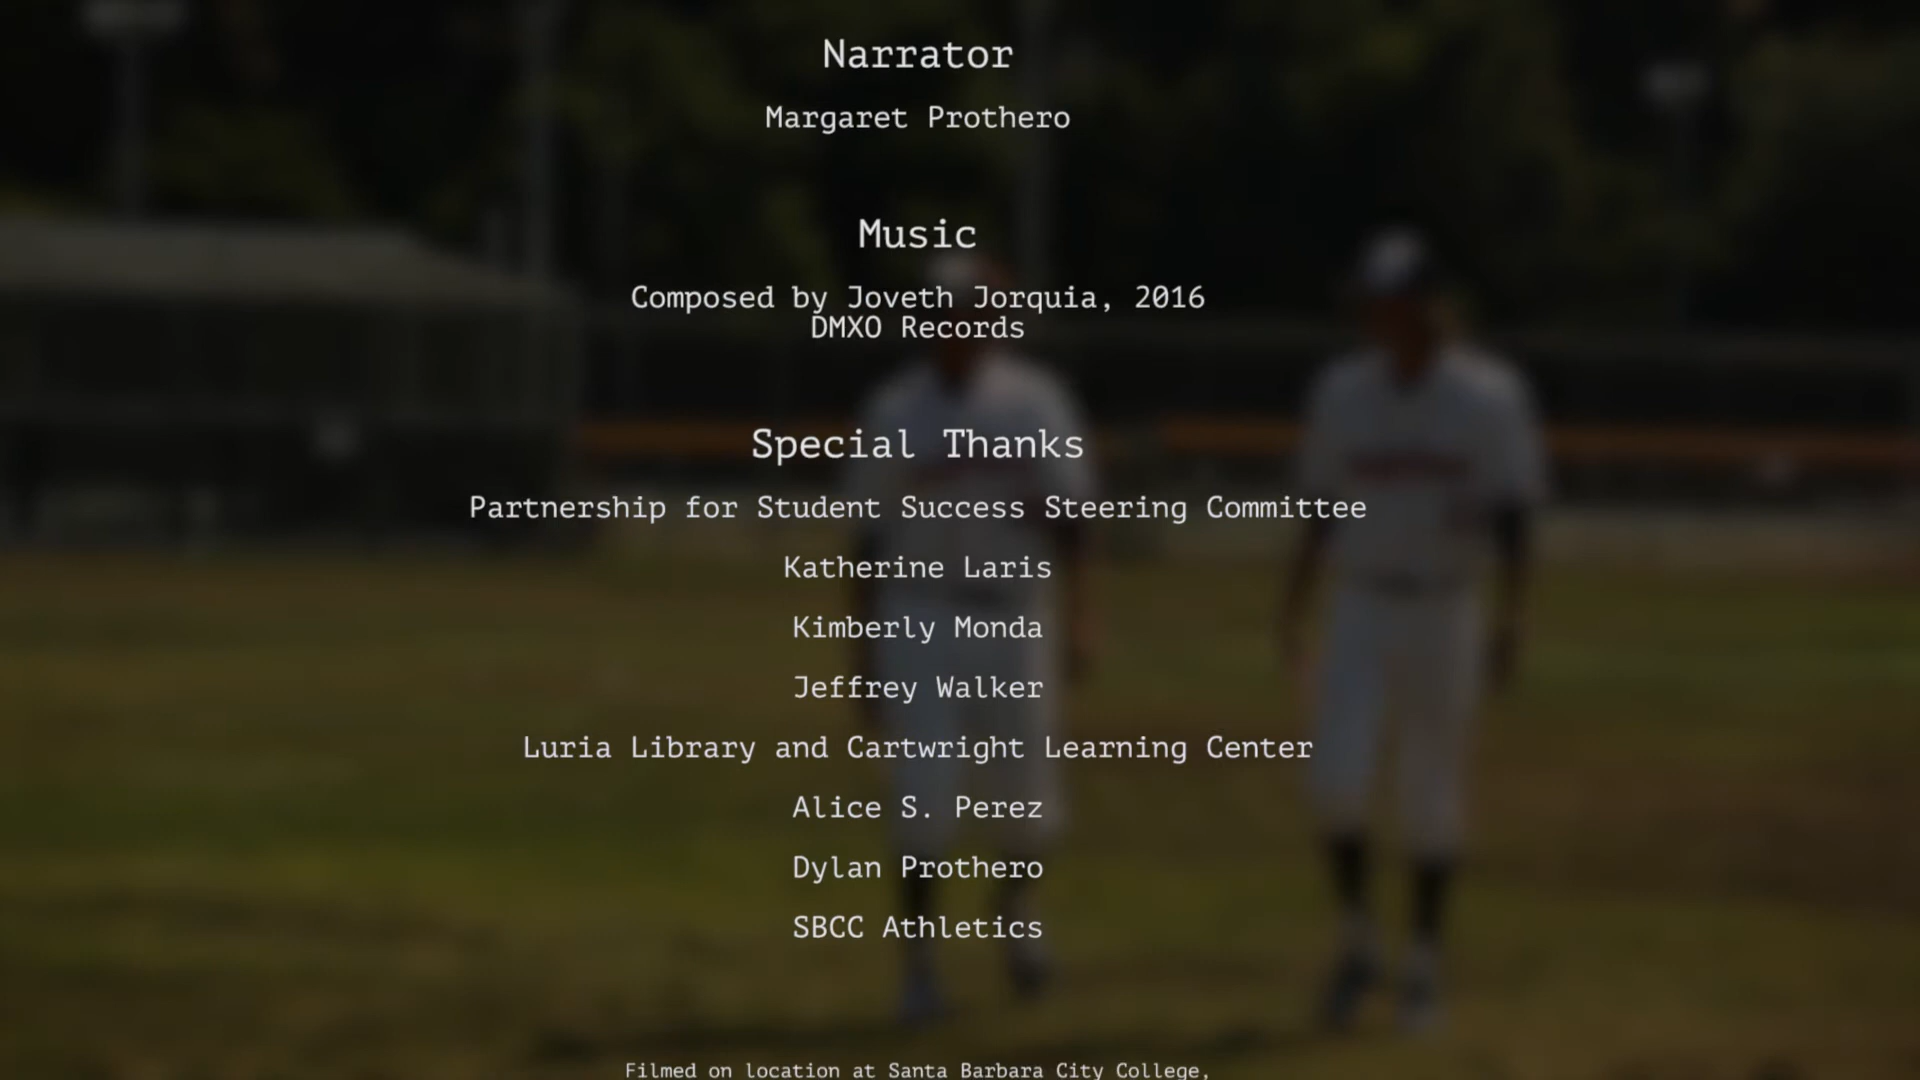 Narrator
Margaret Prothero
Music
Composed by Joveth Jorquia, 2016
DMXO Records
Special Thanks
Partnership for Student Success Steering Committee
Katherine Laris
Kimberly Monda
Jeffrey Walker
Luria Library and Cartwright Learning Center
Alice S. Perez
Dylan Prothero
SBCC Athletics
Filmed on location at Santa Barbara City College,